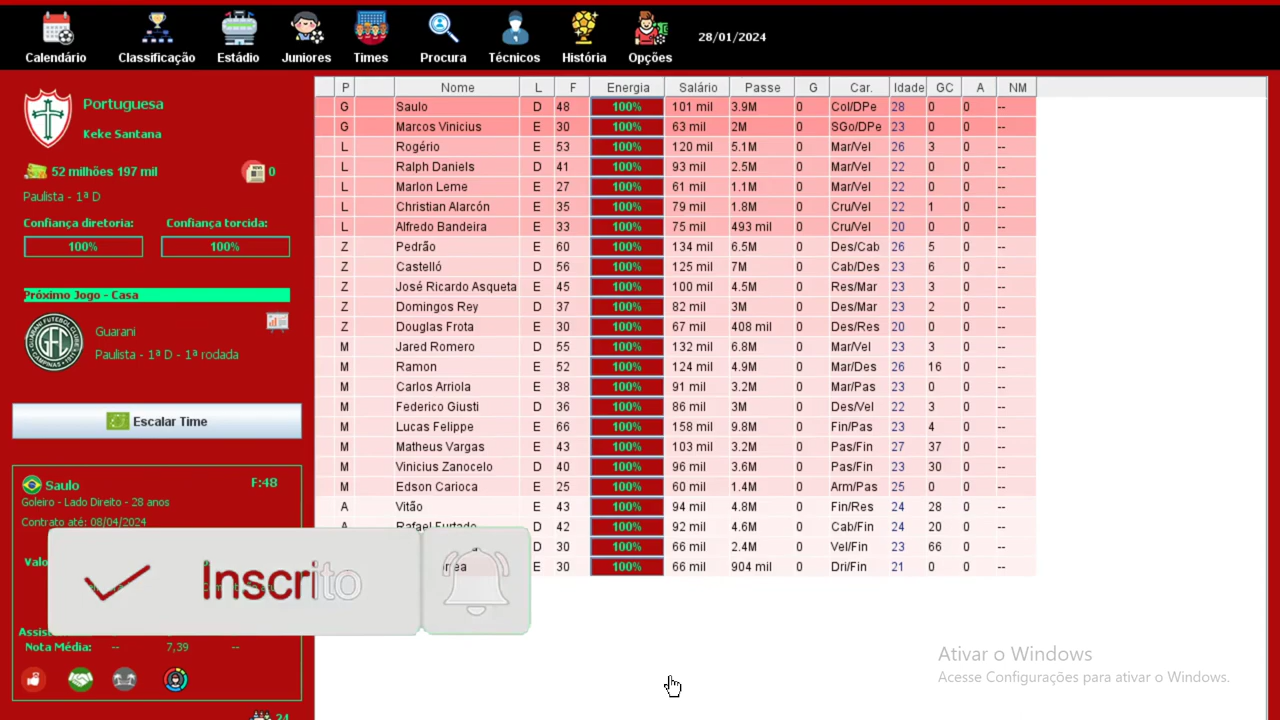 Calendário Classificação Estádio Juniores Times Procura Técnicos História Opções 28/01/2024
Portuguesa
Keke Santana
52 milhões 197 mil 0
Paulista - 1ª D
Confiança diretoria: Confiança torcida:
100% 100%
Próximo Jogo - Casa
Guarani
Paulista - 1ª D - 1ª rodada
Escalar Time
Saulo F:48
Goleiro - Lado Direito - 28 anos
Contrato até: 08/04/2024
Inscrito
Nota Média: -- 7,39 --
24
P Nome L F Energia Salário Passe G Car. Idade GC A NM
G Saulo D 48 100% 101 mil 3.9M 0 Col/DPe 28 0 0 --
G Marcos Vinicius E 30 100% 63 mil 2M 0 SGo/DPe 23 0 0 --
L Rogério E 53 100% 120 mil 5.1M 0 Mar/Vel 26 3 0 --
L Ralph Daniels D 41 100% 93 mil 2.5M 0 Mar/Vel 22 0 0 --
L Marlon Leme E 27 100% 61 mil 1.1M 0 Mar/Vel 22 0 0 --
L Christian Alarcón E 35 100% 79 mil 1.8M 0 Cru/Vel 22 1 0 --
L Alfredo Bandeira E 33 100% 75 mil 493 mil 0 Cru/Vel 20 0 0 --
Z Pedrão E 60 100% 134 mil 6.5M 0 Des/Cab 26 5 0 --
Z Castelló D 56 100% 125 mil 7M 0 Cab/Des 23 6 0 --
Z José Ricardo Asqueta E 45 100% 100 mil 4.5M 0 Res/Mar 23 3 0 --
Z Domingos Rey D 37 100% 82 mil 3M 0 Des/Mar 23 2 0 --
Z Douglas Frota E 30 100% 67 mil 408 mil 0 Des/Res 20 0 0 --
M Jared Romero D 55 100% 132 mil 6.8M 0 Mar/Vel 23 3 0 --
M Ramon E 52 100% 124 mil 4.9M 0 Mar/Des 26 16 0 --
M Carlos Arriola E 38 100% 91 mil 3.2M 0 Mar/Pas 23 0 0 --
M Federico Giusti D 36 100% 86 mil 3M 0 Des/Vel 22 3 0 --
M Lucas Felippe E 66 100% 158 mil 9.8M 0 Fin/Pas 23 4 0 --
M Matheus Vargas E 43 100% 103 mil 3.2M 0 Pas/Fin 27 37 0 --
M Vinicius Zanocelo D 40 100% 96 mil 3.6M 0 Pas/Fin 23 30 0 --
M Edson Carioca E 25 100% 60 mil 1.4M 0 Arm/Pas 25 0 0 --
A Vitão E 43 100% 94 mil 4.8M 0 Fin/Res 24 28 0 --
A Rafael Furtado D 42 100% 92 mil 4.6M 0 Cab/Fin 24 20 0 --
D 30 100% 66 mil 2.4M 0 Vel/Fin 23 66 0 --
E 30 100% 66 mil 904 mil 0 Dri/Fin 21 0 0 --
Ativar o Windows
Acesse Configurações para ativar o Windows.